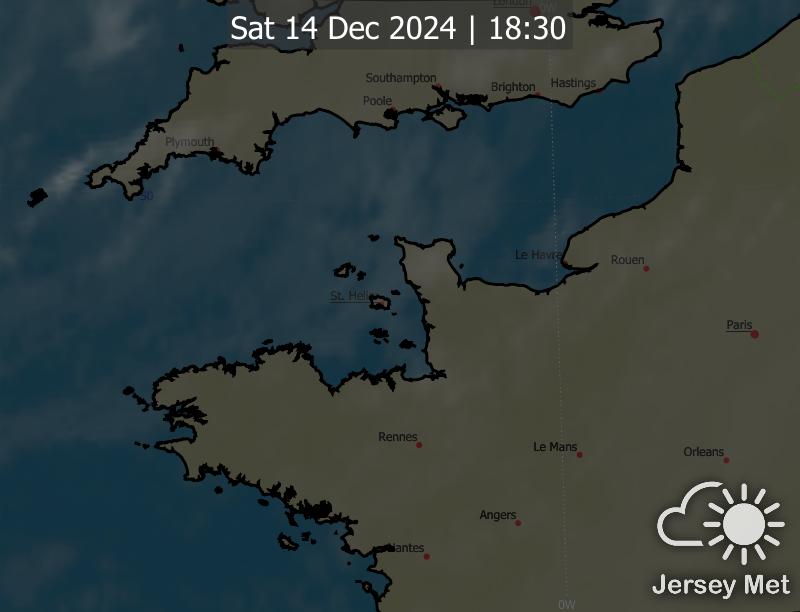 London
0W
Sat 14 Dec 2024 | 18:30
Southampton
Brighton
Hastings
Poole
Plymouth
50
Le Havre
Rouen
St. Helier
Paris
Rennes
Le Mans
Orleans
Angers
Nantes
Jersey Met
0W